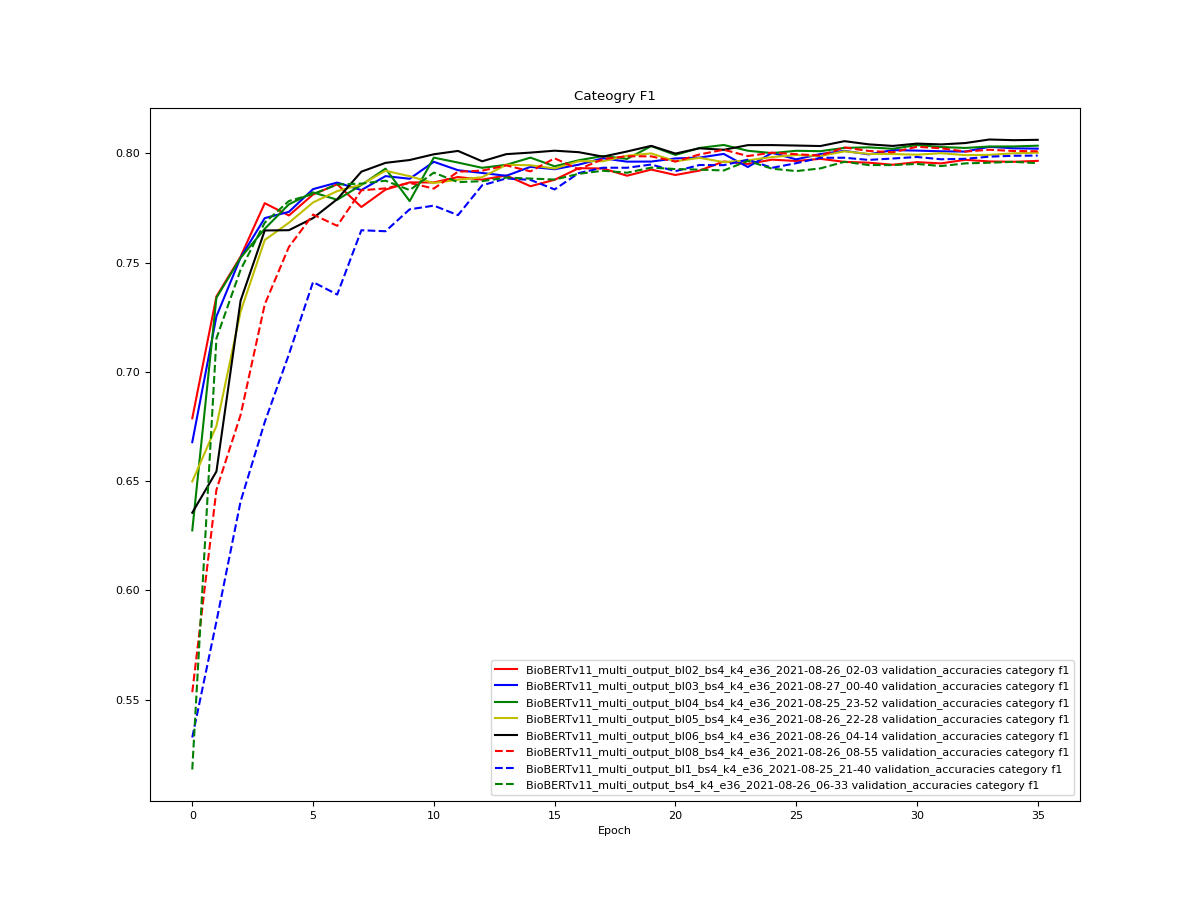 Cateogry F1
0.80
0.75
0.70
0.65
0.60
0.55
BioBERTv11_multi_output_bl02_bs4_k4_e36_2021-08-26_02-03 validation_accuracies category f1
BioBERTv11_multi_output_bl03_bs4_k4_e36_2021-08-27_00-40 validation_accuracies category f1
BioBERTv11_multi_output_bl04_bs4_k4_e36_2021-08-25_23-52 validation_accuracies category f1
BioBERTv11_multi_output_bl05_bs4_k4_e36_2021-08-26_22-28 validation_accuracies category f1
BioBERTv11_multi_output_bl06_bs4_k4_e36_2021-08-26_04-14 validation_accuracies category f1
BioBERTv11_multi_output_bl08_bs4_k4_e36_2021-08-26_08-55 validation_accuracies category f1
BioBERTv11_multi_output_bl1_bs4_k4_e36_2021-08-25_21-40 validation_accuracies category f1
BioBERTv11_multi_output_bs4_k4_e36_2021-08-26_06-33 validation_accuracies category f1
0 5 10 15 20 25 30 35
Epoch